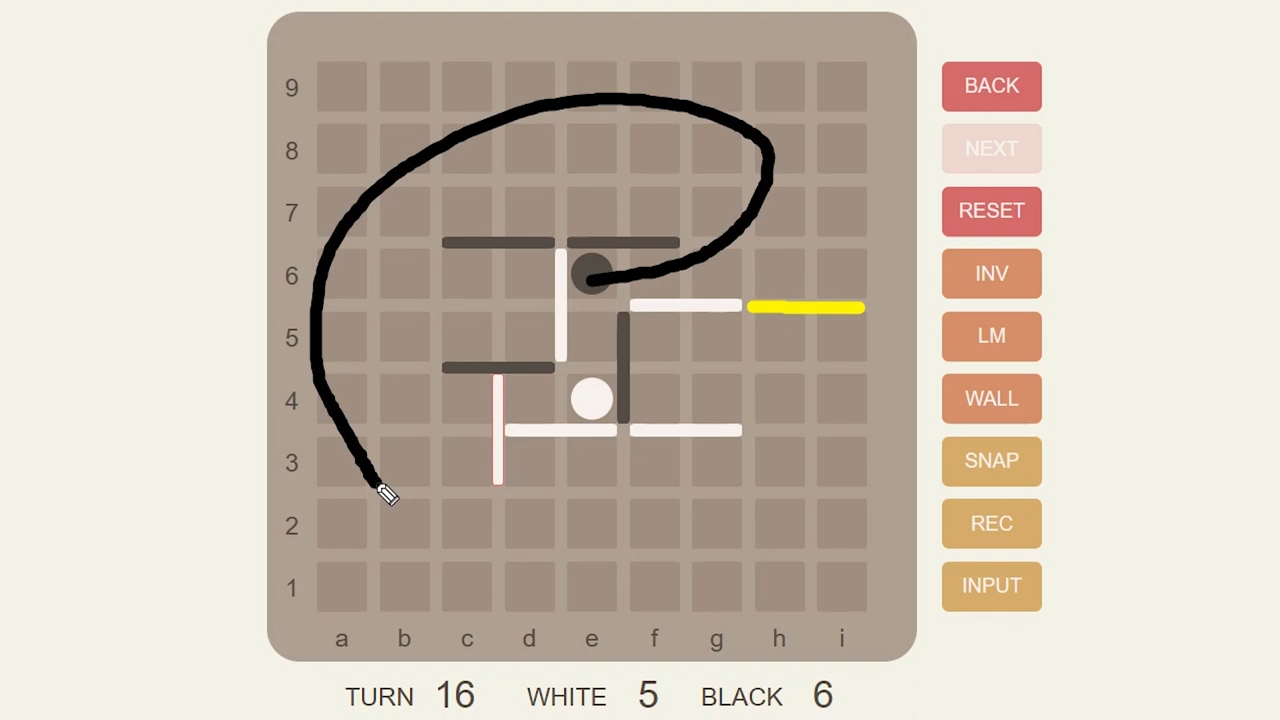 9
8
7
6
5
4
3
2
1
a b c d e f g h i
BACK
NEXT
RESET
INV
LM
WALL
SNAP
REC
INPUT
TURN 16 WHITE 5 BLACK 6